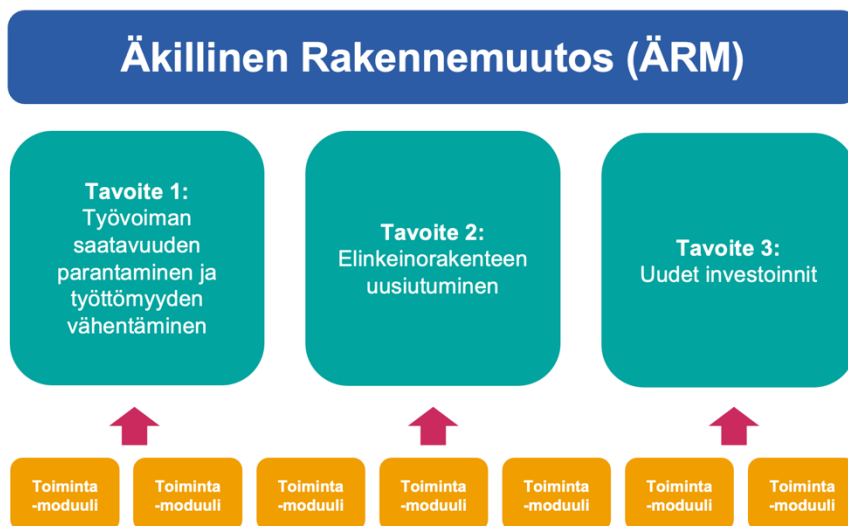 Äkillinen Rakennemuutos (ÄRM)
Tavoite 1:
Työvoiman
saatavuuden
parantaminen ja
työttömyyden
vähentäminen
Tavoite 2:
Elinkeinorakenteen
uusiutuminen
Tavoite 3:
Uudet investoinnit
Toiminta
-moduuli
Toiminta
-moduuli
Toiminta
-moduuli
Toiminta
-moduuli
Toiminta
-moduuli
Toiminta
-moduuli
Toiminta
-moduuli